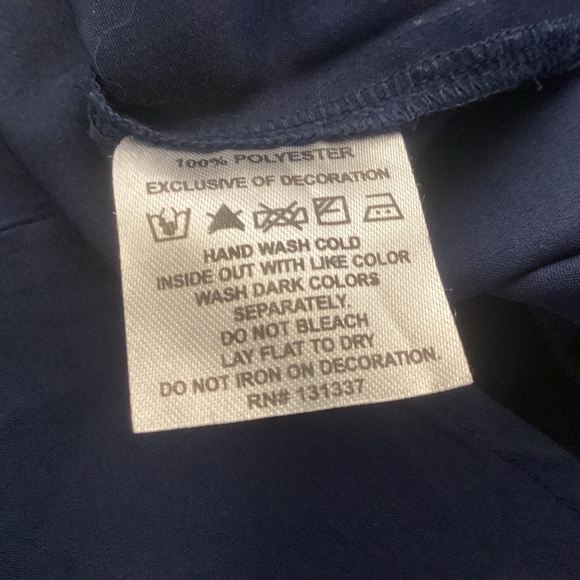 100% POLYESTER
EXCLUSIVE OF DECORATION
HAND WASH COLD
INSIDE OUT WITH LIKE COLOR
WASH DARK COLORS
SEPARATELY.
DO NOT BLEACH
LAY FLAT TO DRY
DO NOT IRON ON DECORATION.
RN# 131337